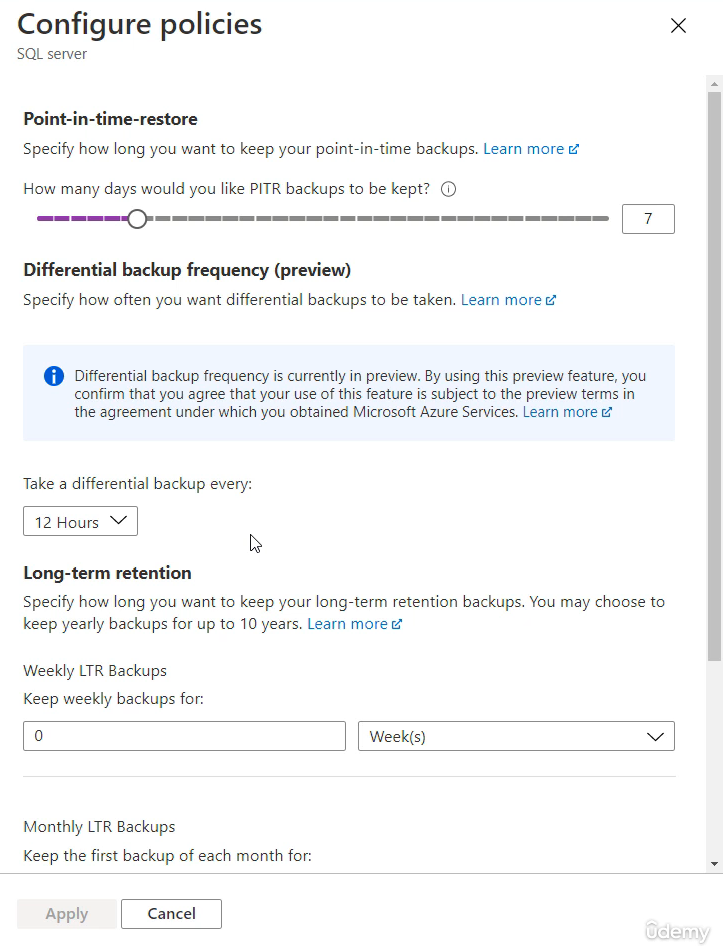 Configure policies
SQL server
Point-in-time-restore
Specify how long you want to keep your point-in-time backups. Learn more
How many days would you like PITR backups to be kept?
7
Differential backup frequency (preview)
Specify how often you want differential backups to be taken. Learn more
Differential backup frequency is currently in preview. By using this preview feature, you
confirm that you agree that your use of this feature is subject to the preview terms in
the agreement under which you obtained Microsoft Azure Services. Learn more
Take a differential backup every:
12 Hours
Long-term retention
Specify how long you want to keep your long-term retention backups. You may choose to
keep yearly backups for up to 10 years. Learn more
Weekly LTR Backups
Keep weekly backups for:
0 Week(s)
Monthly LTR Backups
Keep the first backup of each month for:
Apply Cancel
ûdemy